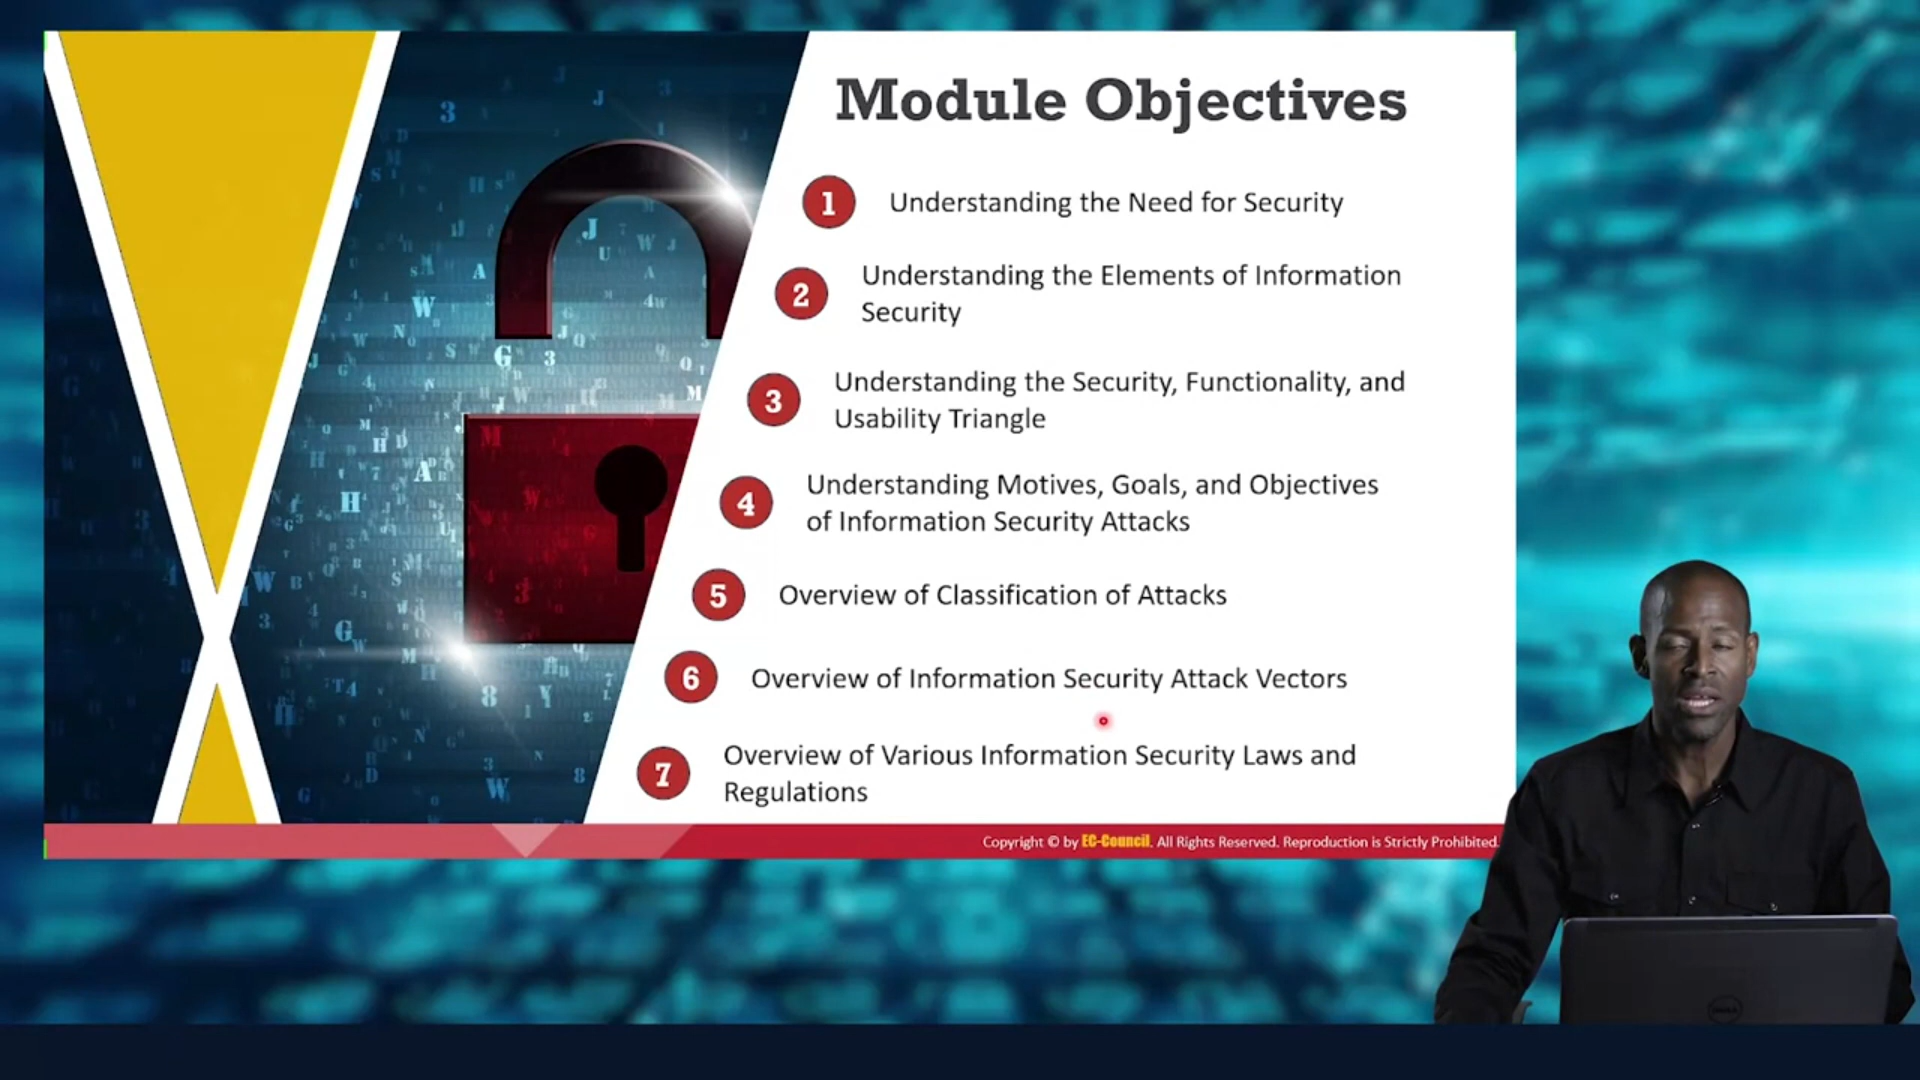 Module Objectives
1 Understanding the Need for Security
2 Understanding the Elements of Information
Security
3 Understanding the Security, Functionality, and
Usability Triangle
4 Understanding Motives, Goals, and Objectives
of Information Security Attacks
5 Overview of Classification of Attacks
6 Overview of Information Security Attack Vectors
7 Overview of Various Information Security Laws and
Regulations
Copyright © by EC-Council. All Rights Reserved. Reproduction is Strictly Prohibited.
DELL